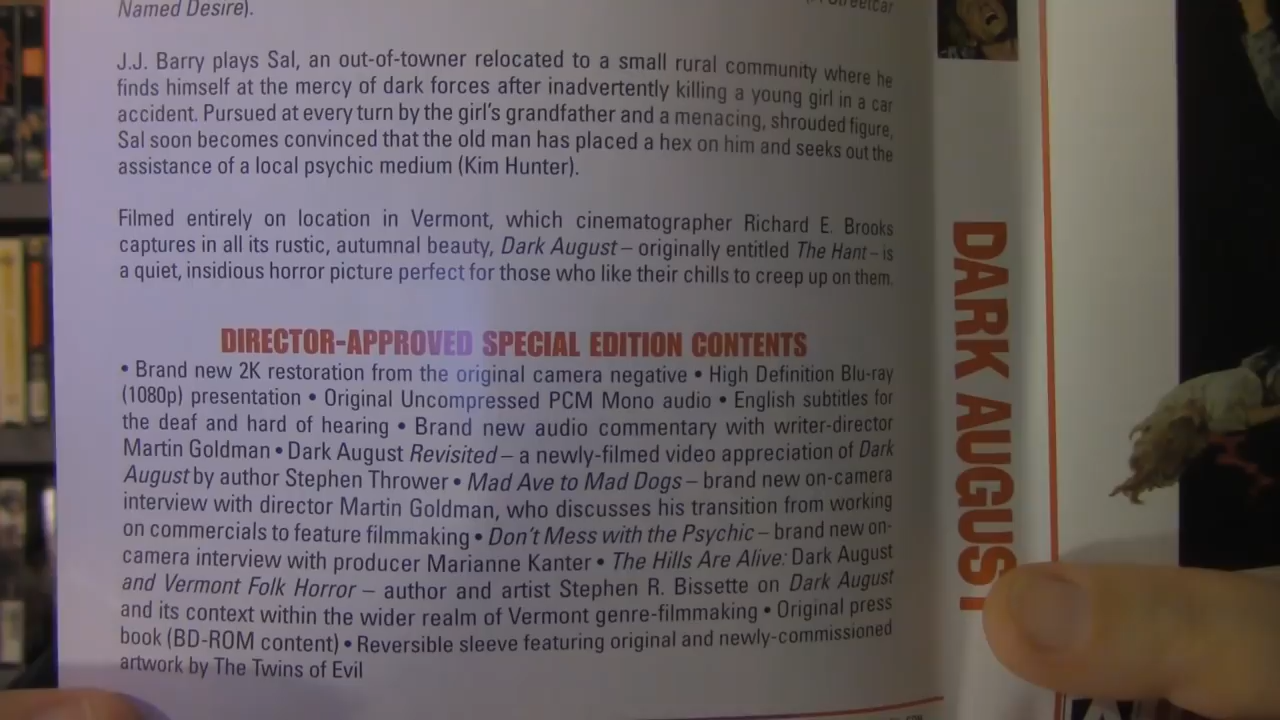 Named Desire).
Streetcar
J.J. Barry plays Sal, an out-of-towner relocated to a small rural community where he
finds himself at the mercy of dark forces after inadvertently killing a young girl in a car
accident. Pursued at every turn by the girl's grandfather and a menacing, shrouded figure,
Sal soon becomes convinced that the old man has placed a hex on him and seeks out the
assistance of a local psychic medium (Kim Hunter).
Filmed entirely on location in Vermont, which cinematographer Richard E. Brooks
captures in all its rustic, autumnal beauty, Dark August – originally entitled The Hant – is
a quiet, insidious horror picture perfect for those who like their chills to creep up on them.
DIRECTOR-APPROVED SPECIAL EDITION CONTENTS
• Brand new 2K restoration from the original camera negative • High Definition Blu-ray
(1080p) presentation • Original Uncompressed PCM Mono audio • English subtitles for
the deaf and hard of hearing • Brand new audio commentary with writer-director
Martin Goldman • Dark August Revisited – a newly-filmed video appreciation of Dark
August by author Stephen Thrower • Mad Ave to Mad Dogs – brand new on-camera
interview with director Martin Goldman, who discusses his transition from working
on commercials to feature filmmaking • Don't Mess with the Psychic – brand new on-
camera interview with producer Marianne Kanter • The Hills Are Alive: Dark August
and Vermont Folk Horror – author and artist Stephen R. Bissette on Dark August
and its context within the wider realm of Vermont genre-filmmaking • Original press
book (BD-ROM content) • Reversible sleeve featuring original and newly-commissioned
artwork by The Twins of Evil
DARK AUGUST